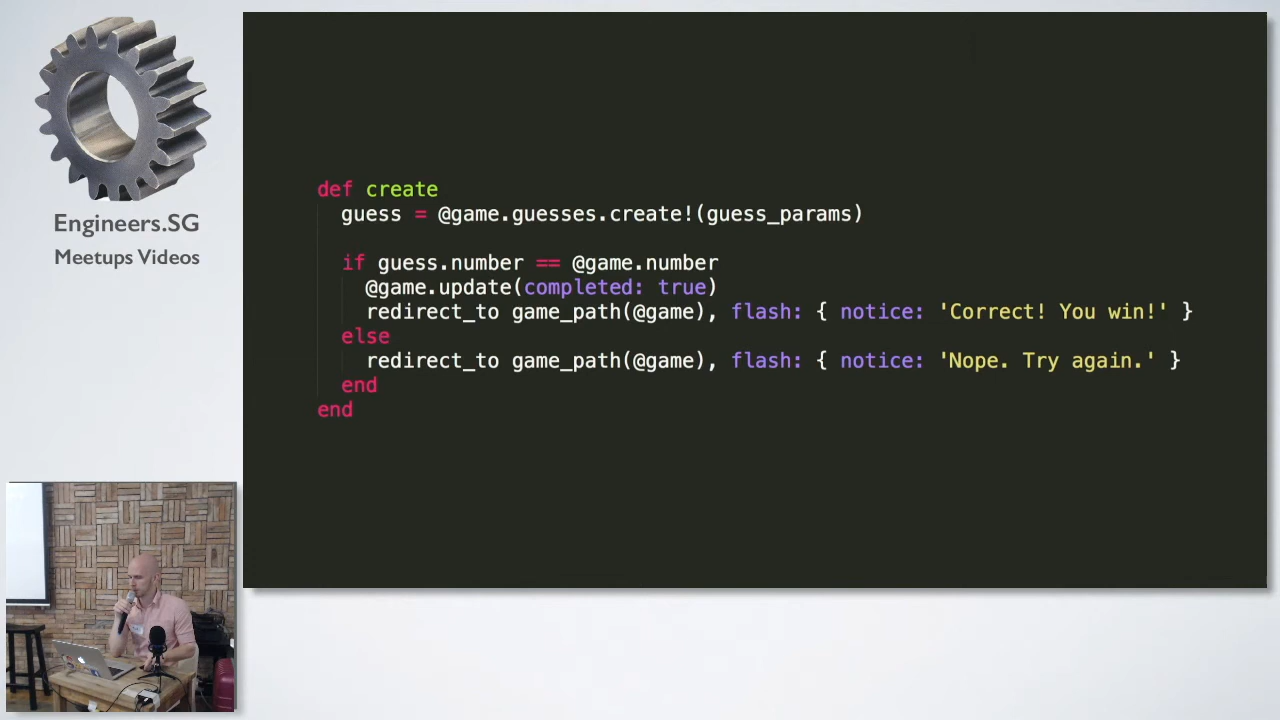 Engineers.SG
Meetups Videos
def create
guess = @game.guesses.create!(guess_params)
if guess.number == @game.number
@game.update(completed: true)
redirect_to game_path(@game), flash: { notice: 'Correct! You win!' }
else
redirect_to game_path(@game), flash: { notice: 'Nope. Try again.' }
end
end